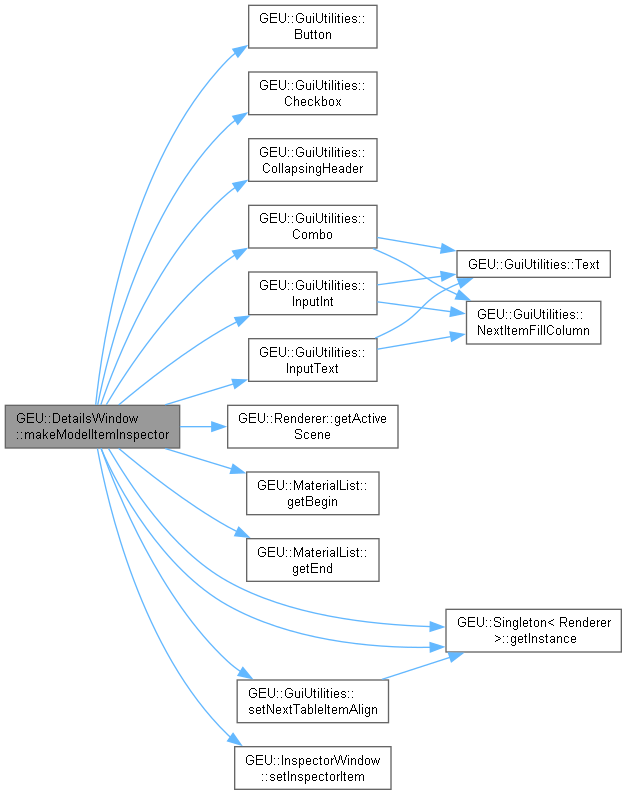 GEU::GuiUtilities::
Button
GEU::GuiUtilities::
Checkbox
GEU::GuiUtilities::
CollapsingHeader
GEU::GuiUtilities::
Combo
GEU::GuiUtilities::Text
GEU::GuiUtilities::
InputInt
GEU::GuiUtilities::
NextItemFillColumn
GEU::GuiUtilities::
InputText
GEU::DetailsWindow
::makeModelItemInspector
GEU::Renderer::getActive
Scene
GEU::MaterialList::
getBegin
GEU::MaterialList::
getEnd
GEU::Singleton< Renderer
>::getInstance
GEU::GuiUtilities::
setNextTableItemAlign
GEU::InspectorWindow
::setInspectorItem